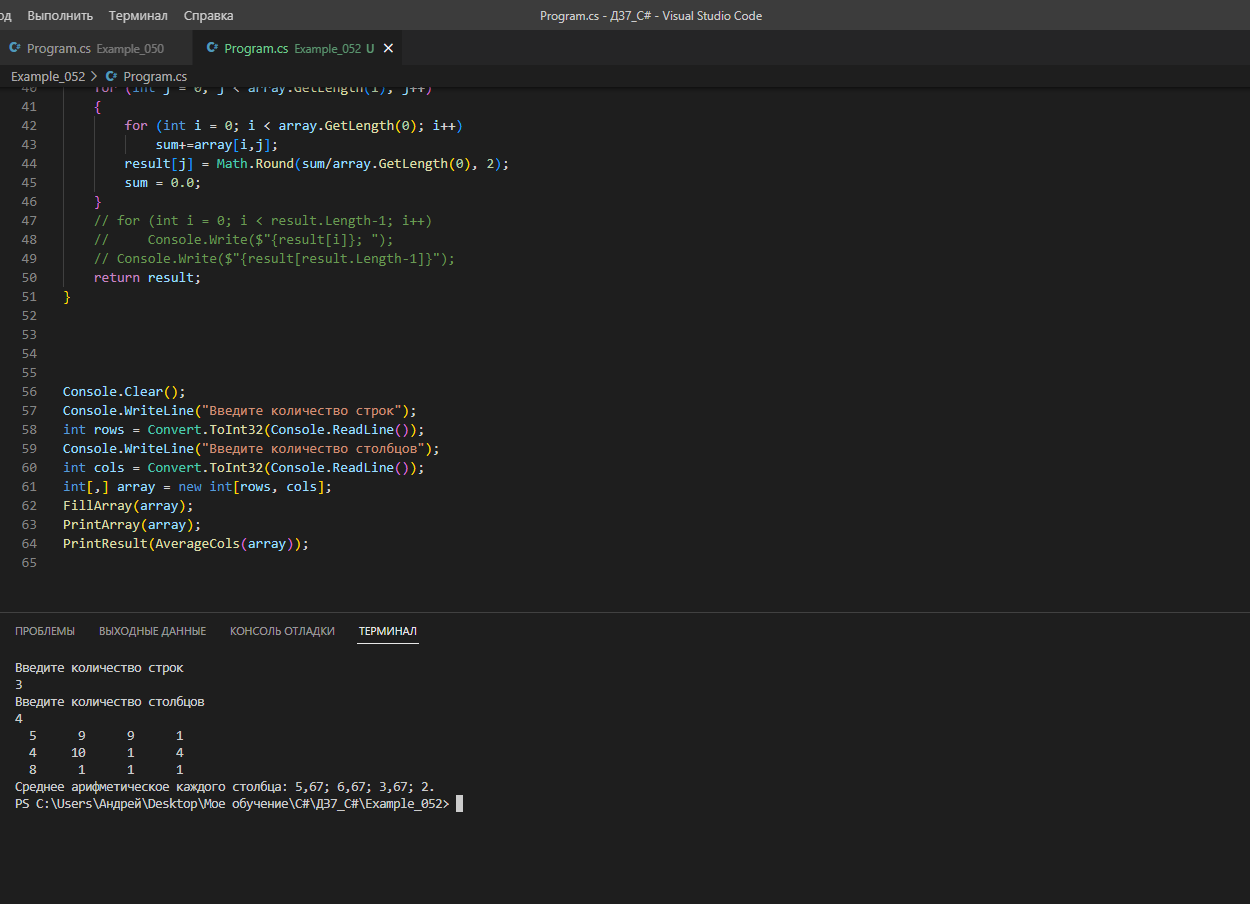 од Выполнить Терминал Справка Program.cs - ДЗ7_C# - Visual Studio Code
C# Program.cs Example_050 C# Program.cs Example_052 U ✕
Example_052 > C# Program.cs
40 for (int j = 0; j < array.GetLength(1); j++)
41 {
42 for (int i = 0; i < array.GetLength(0); i++)
43 sum+=array[i,j];
44 result[j] = Math.Round(sum/array.GetLength(0), 2);
45 sum = 0.0;
46 }
47 // for (int i = 0; i < result.Length-1; i++)
48 //     Console.Write($"{result[i]}; ");
49 // Console.Write($"{result[result.Length-1]}");
50 return result;
51 }
52
53
54
55
56 Console.Clear();
57 Console.WriteLine("Введите количество строк");
58 int rows = Convert.ToInt32(Console.ReadLine());
59 Console.WriteLine("Введите количество столбцов");
60 int cols = Convert.ToInt32(Console.ReadLine());
61 int[,] array = new int[rows, cols];
62 FillArray(array);
63 PrintArray(array);
64 PrintResult(AverageCols(array));
65
ПРОБЛЕМЫ ВЫХОДНЫЕ ДАННЫЕ КОНСОЛЬ ОТЛАДКИ ТЕРМИНАЛ
Введите количество строк
3
Введите количество столбцов
4
5 9 9 1
4 10 1 4
8 1 1 1
Среднее арифметическое каждого столбца: 5,67; 6,67; 3,67; 2.
PS C:\Users\Андрей\Desktop\Мое обучение\C#\ДЗ7_C#\Example_052>